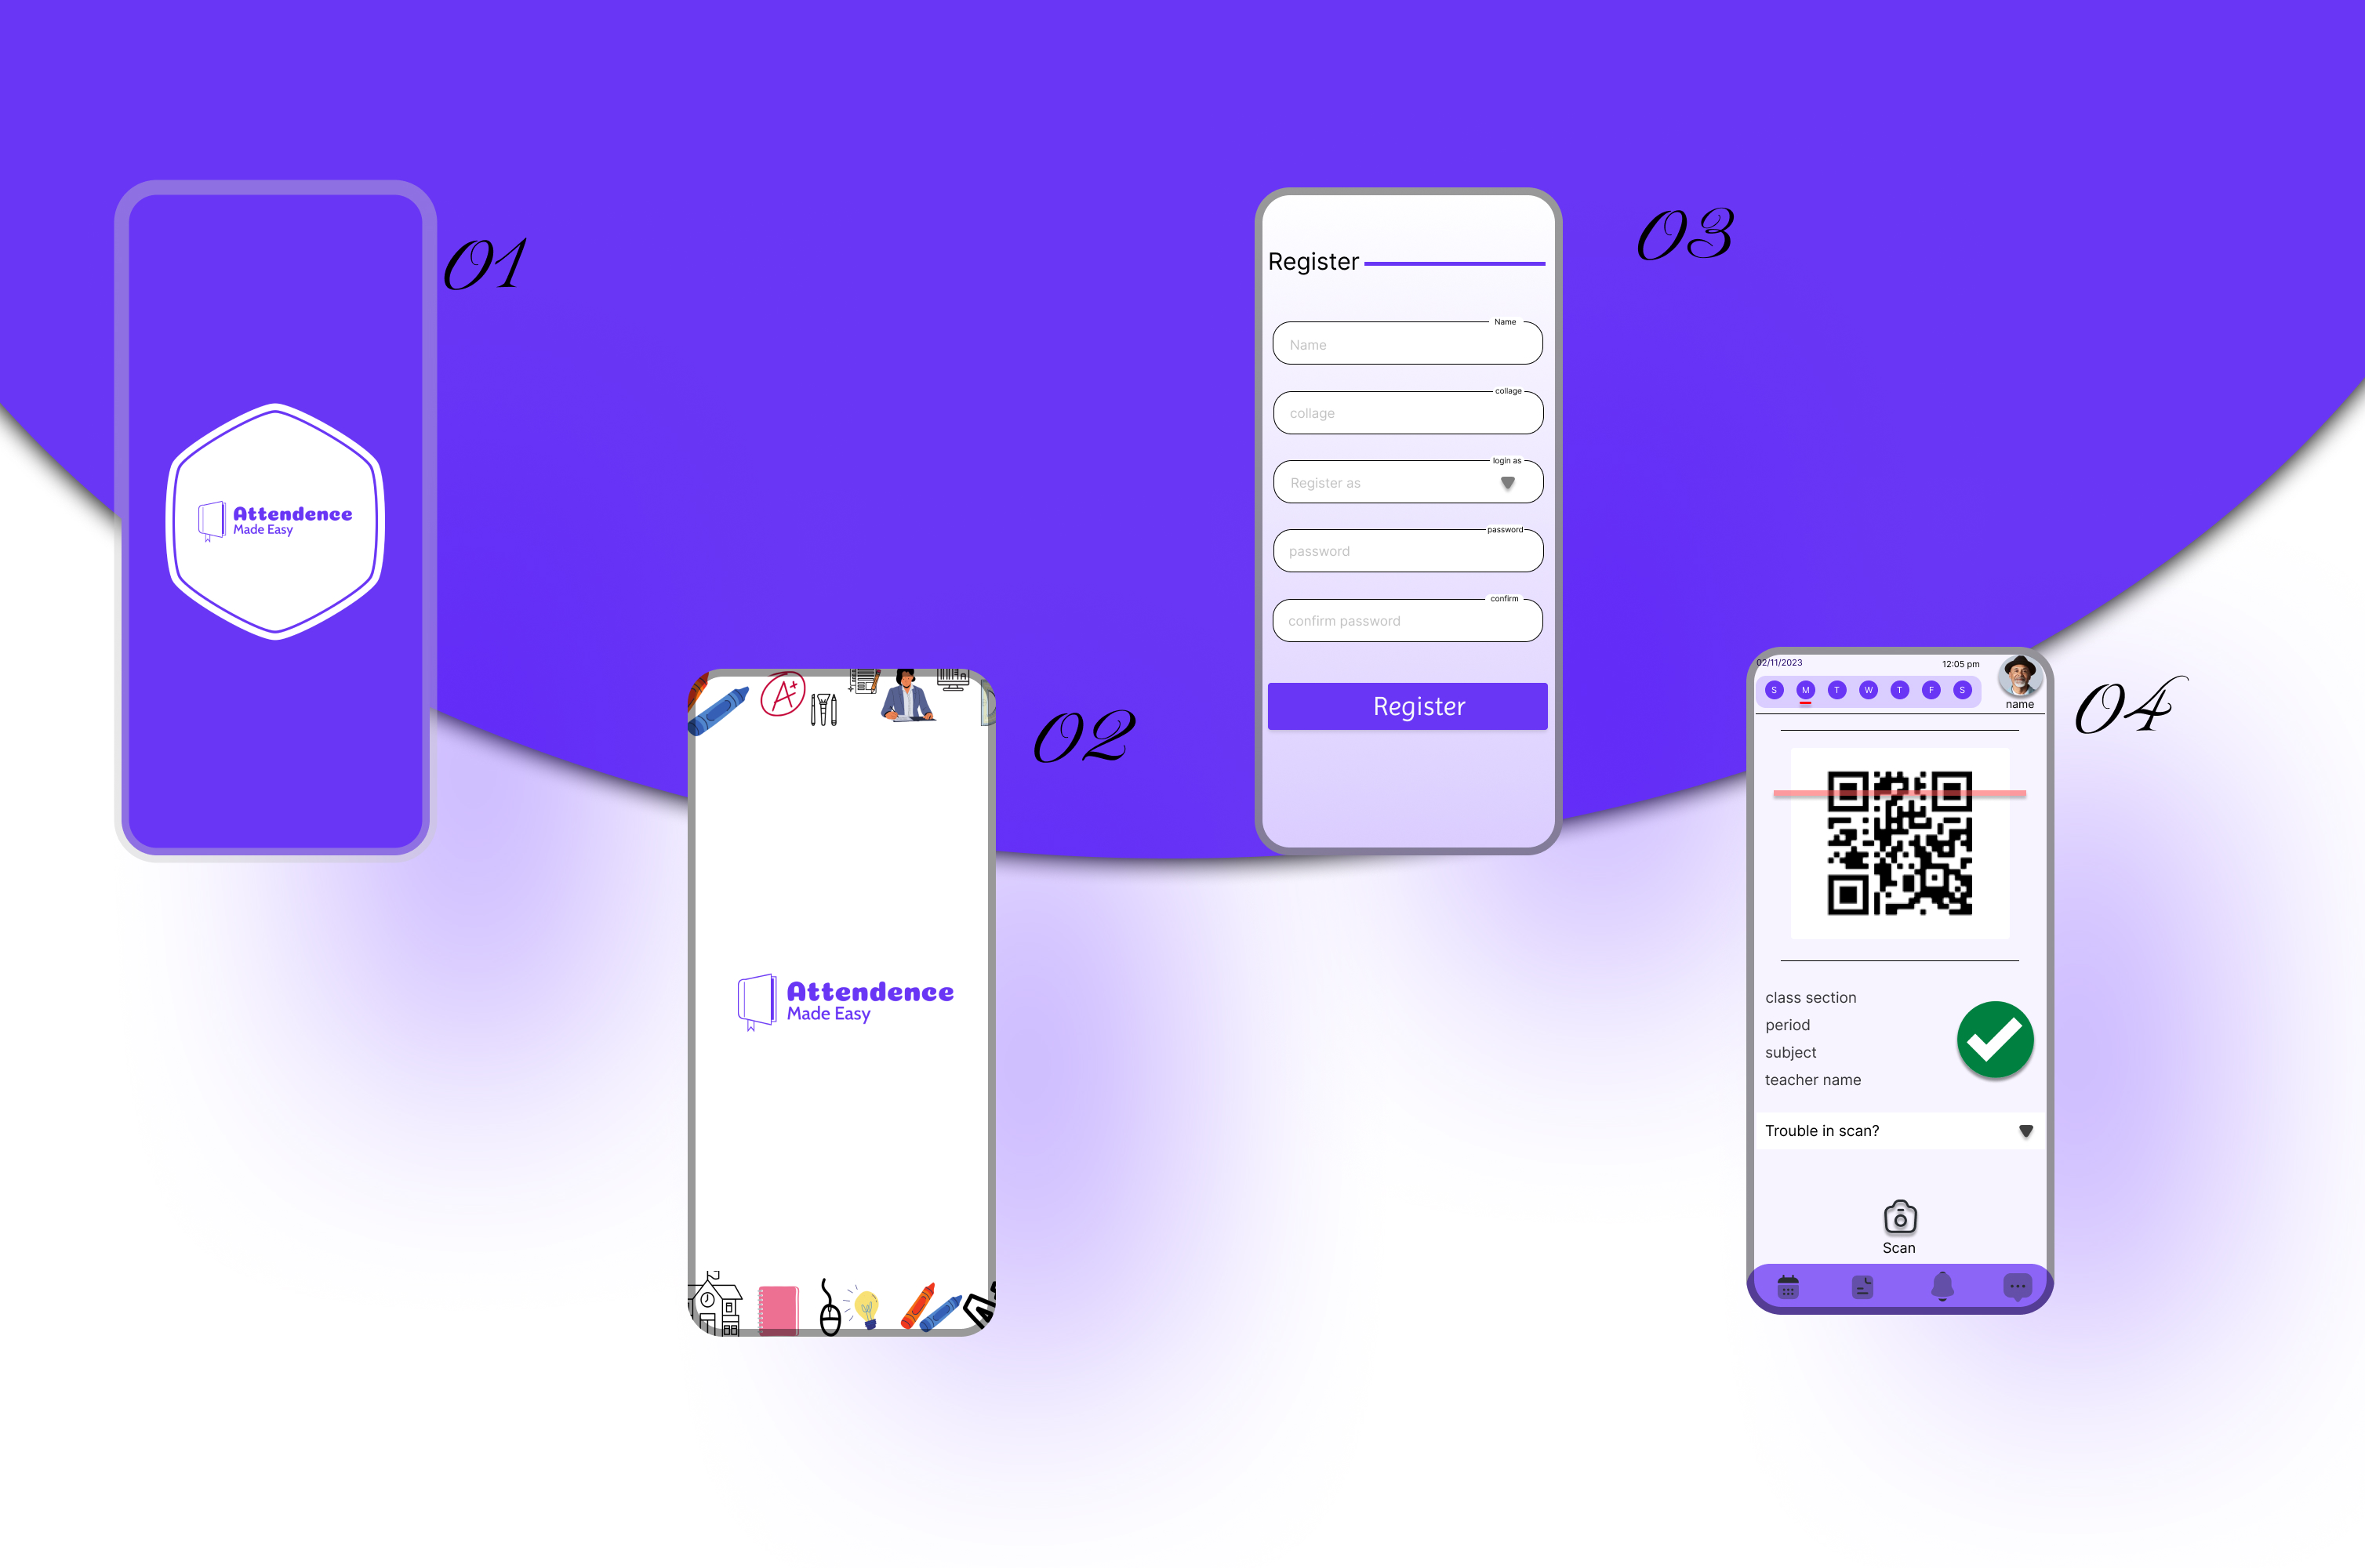 01
Attendence
Made Easy
02
A+
Attendence
Made Easy
03
Register
Name
Name
collage
collage
login as
Register as
password
password
confirm
confirm password
Register
04
02/11/2023
12:05 pm
S M T W T F S
name
class section
period
subject
teacher name
Trouble in scan?
Scan